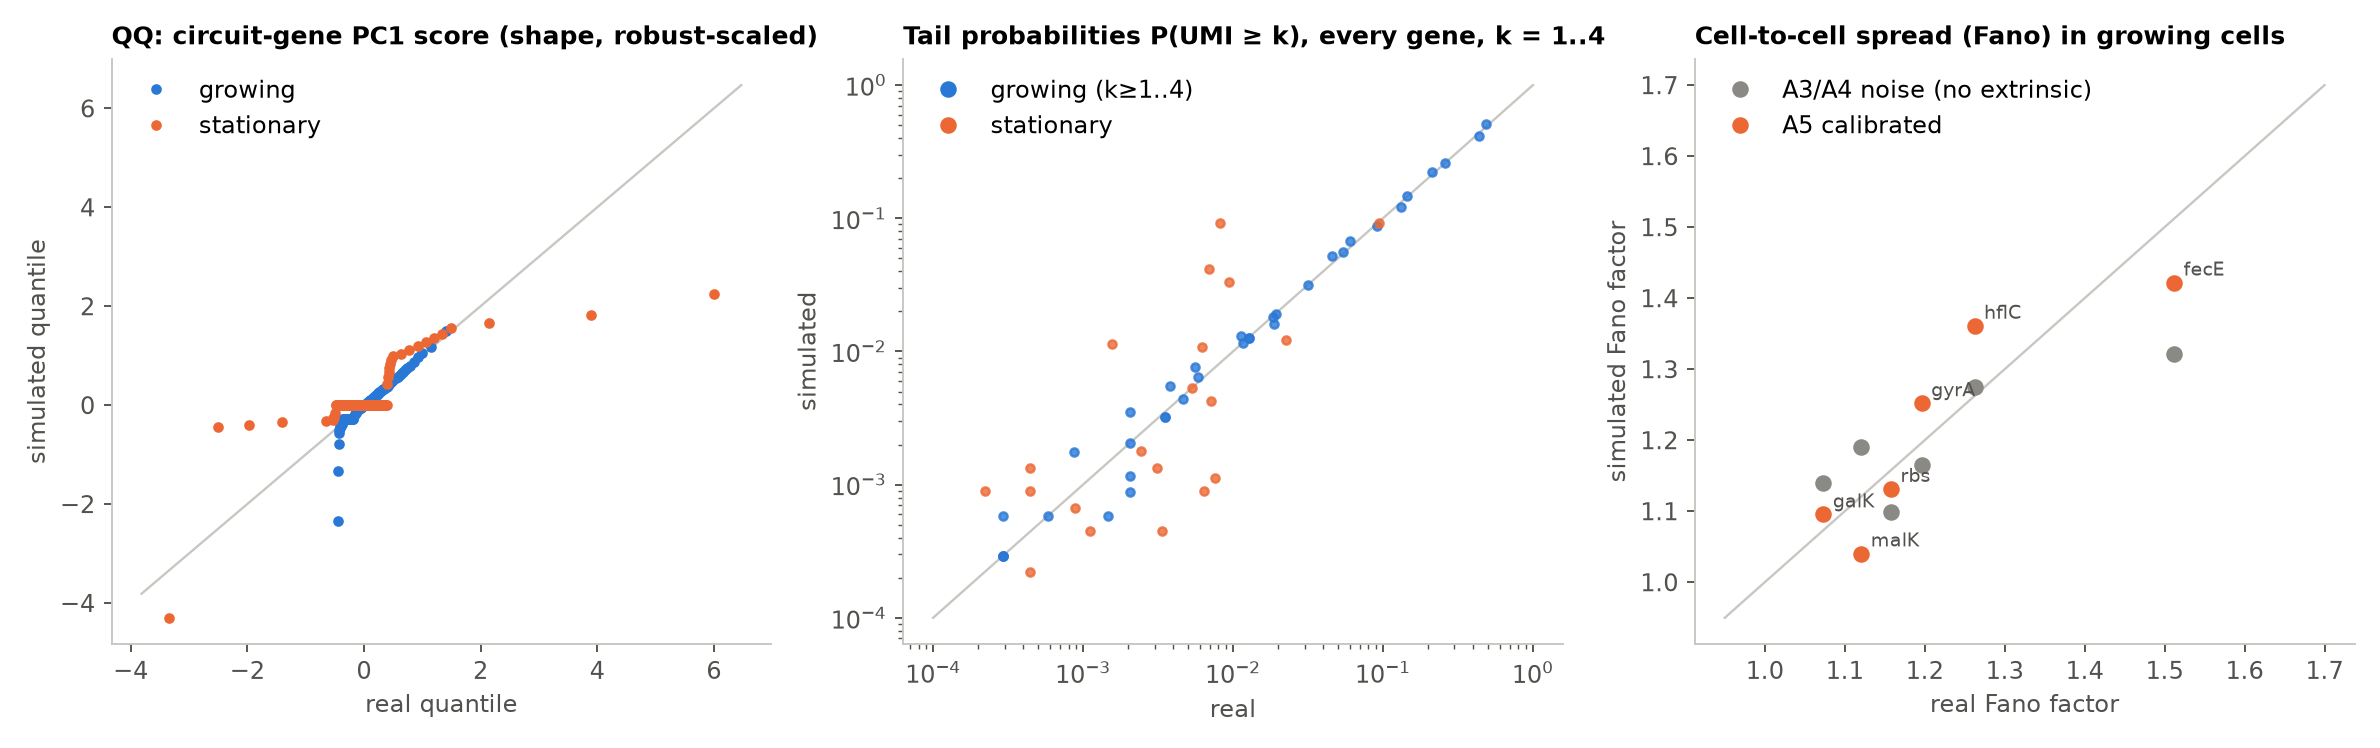 QQ: circuit-gene PC1 score (shape, robust-scaled)
growing
stationary
6
4
2
0
−2
−4
simulated quantile
−4
−2
0
2
4
6
real quantile
Tail probabilities P(UMI ≥ k), every gene, k = 1..4
growing (k≥1..4)
stationary
10⁰
10⁻¹
10⁻²
10⁻³
10⁻⁴
simulated
10⁻⁴
10⁻³
10⁻²
10⁻¹
10⁰
real
Cell-to-cell spread (Fano) in growing cells
A3/A4 noise (no extrinsic)
A5 calibrated
1.7
1.6
1.5
1.4
1.3
1.2
1.1
1.0
simulated Fano factor
fecE
hflC
gyrA
rbs
galK
malK
1.0
1.1
1.2
1.3
1.4
1.5
1.6
1.7
real Fano factor